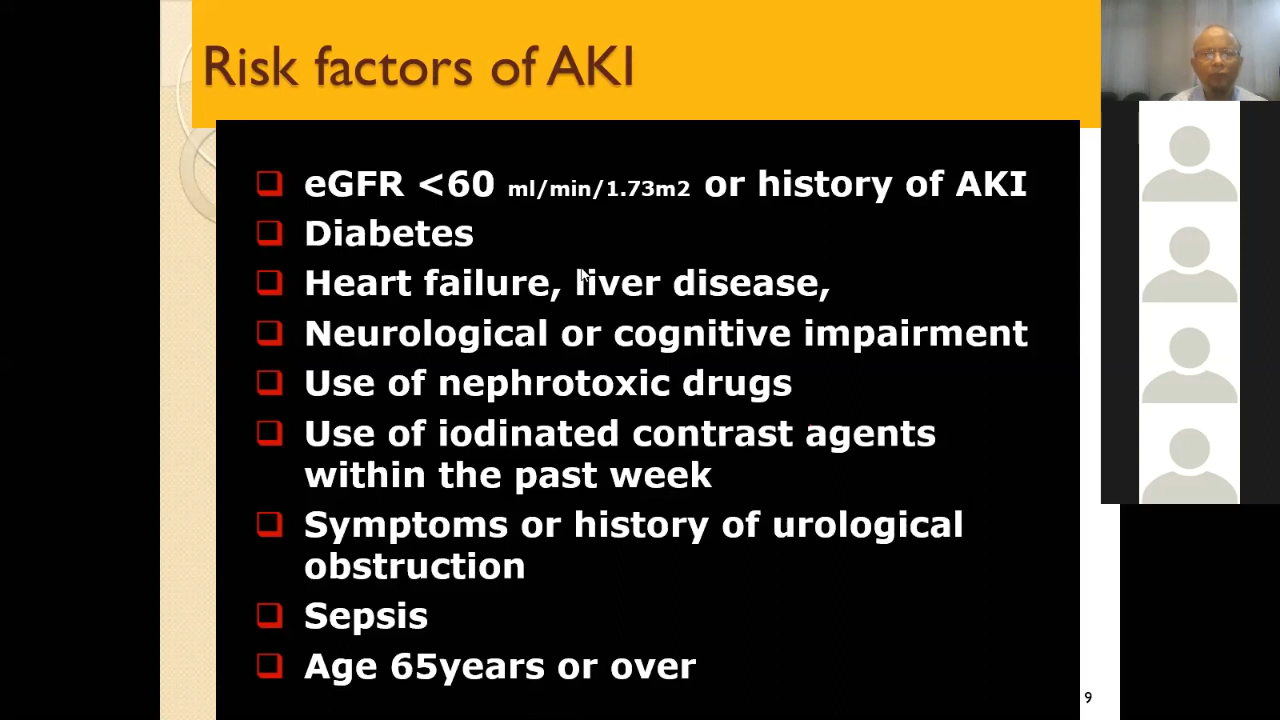 Risk factors of AKI
eGFR <60 ml/min/1.73m2 or history of AKI
Diabetes
Heart failure, liver disease,
Neurological or cognitive impairment
Use of nephrotoxic drugs
Use of iodinated contrast agents
within the past week
Symptoms or history of urological
obstruction
Sepsis
Age 65years or over
9